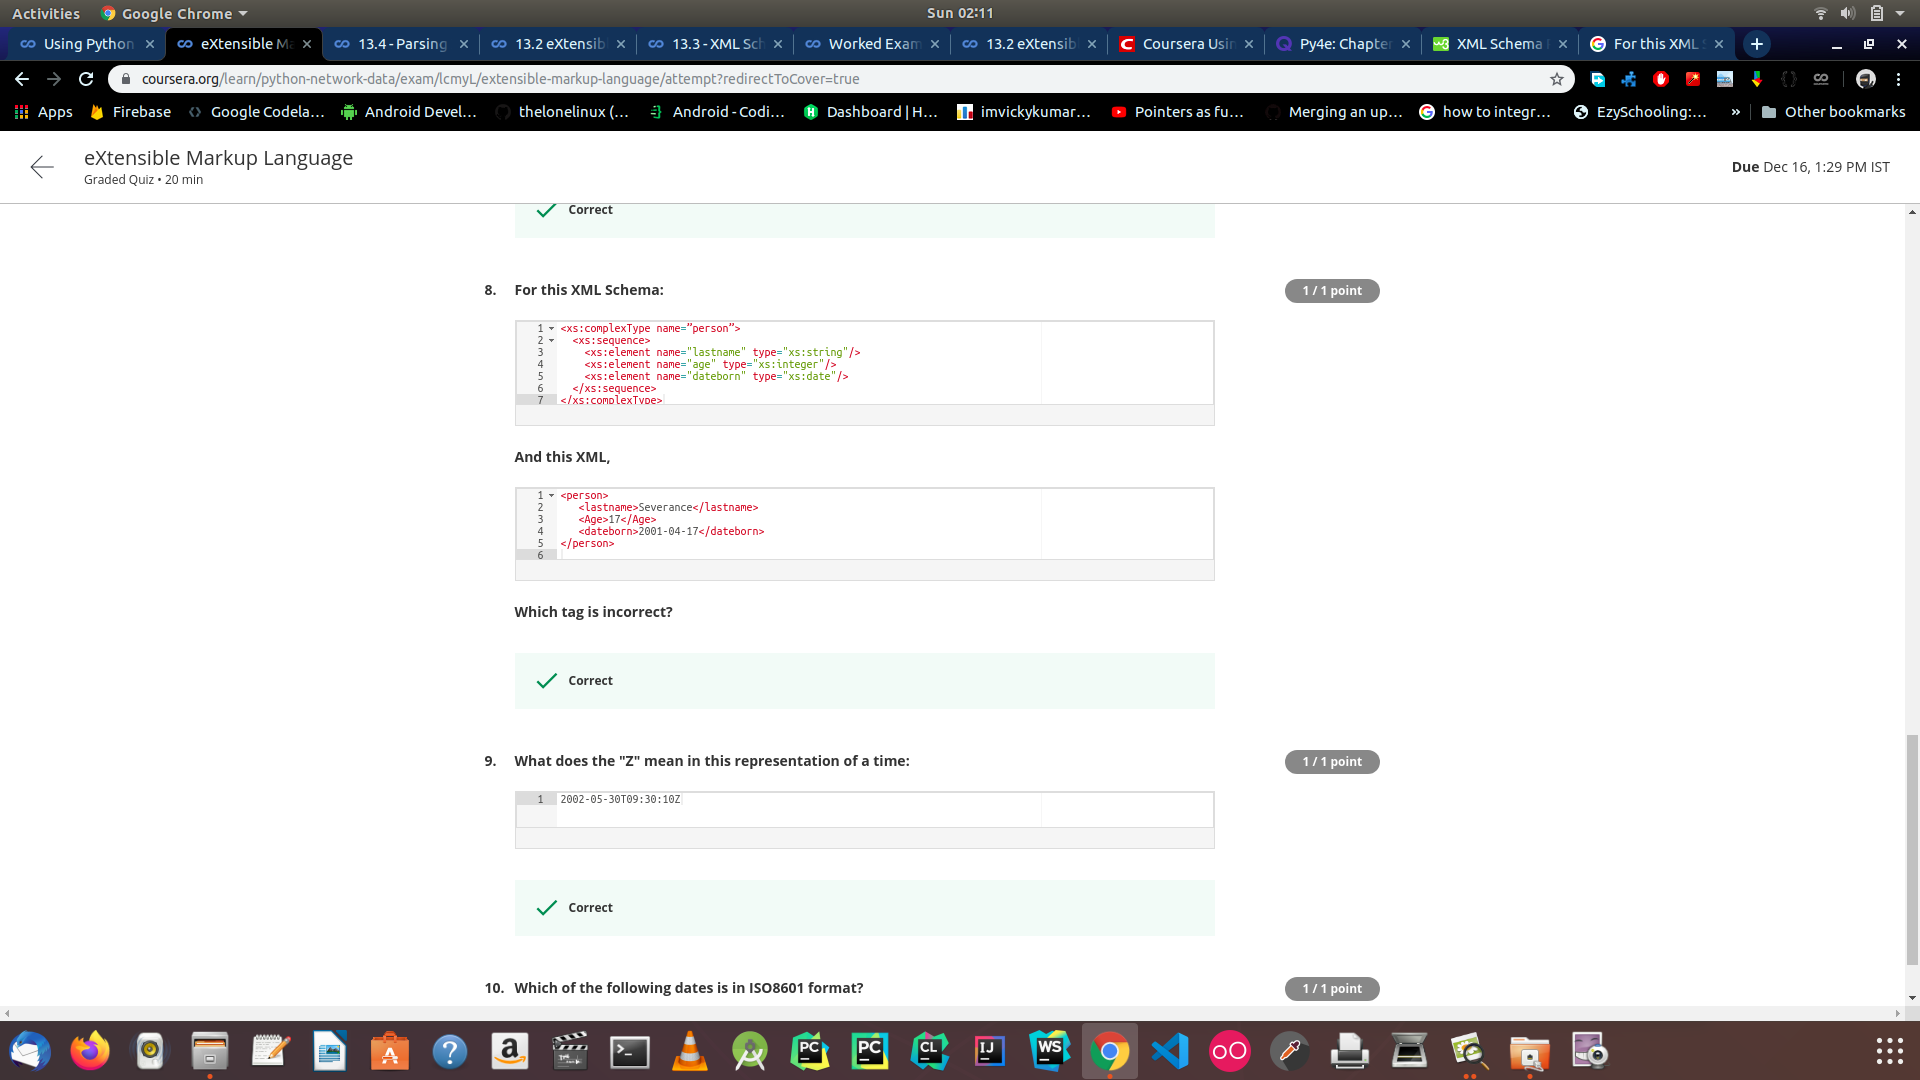 Activities
Google Chrome
Sun 02:11
Using Python
eXtensible Ma
13.4 - Parsing
13.2 eXtensib
13.3 - XML Sch
Worked Exam
13.2 eXtensib
Coursera Usin
Py4e: Chapter
XML Schema
For this XML S
coursera.org/learn/python-network-data/exam/lcmyL/extensible-markup-language/attempt?redirectToCover=true
Apps
Firebase
Google Codela...
Android Devel...
thelonelinux (...
Android - Codi...
Dashboard | H...
imvickykumar...
Pointers as fu...
Merging an up...
how to integr...
EzySchooling:...
»
Other bookmarks
eXtensible Markup Language
Graded Quiz • 20 min
Due Dec 16, 1:29 PM IST
Correct
8. For this XML Schema:
1 / 1 point
1 <xs:complexType name=”person”>
2 <xs:sequence>
3 <xs:element name="lastname" type="xs:string"/>
4 <xs:element name="age" type="xs:integer"/>
5 <xs:element name="dateborn" type="xs:date"/>
6 </xs:sequence>
7 </xs:complexType>
And this XML,
1 <person>
2 <lastname>Severance</lastname>
3 <Age>17</Age>
4 <dateborn>2001-04-17</dateborn>
5 </person>
6
Which tag is incorrect?
Correct
9. What does the "Z" mean in this representation of a time:
1 / 1 point
1 2002-05-30T09:30:10Z
Correct
10. Which of the following dates is in ISO8601 format?
1 / 1 point